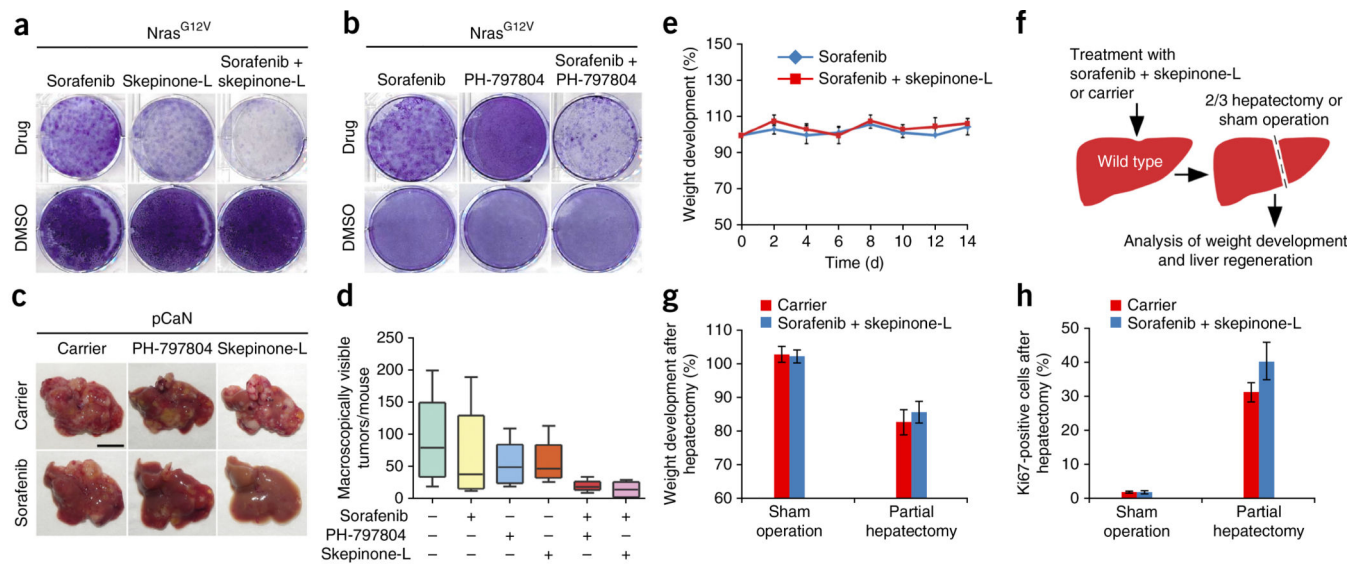 a
Nras^G12V
Sorafenib Skepinone-L Sorafenib + skepinone-L
Drug
DMSO
b
Nras^G12V
Sorafenib PH-797804 Sorafenib + PH-797804
Drug
DMSO
c
pCaN
Carrier PH-797804 Skepinone-L
Carrier
Sorafenib
d
Macroscopically visible
tumors/mouse
250
200
150
100
50
0
Sorafenib – + – – + +
PH-797804 – – + – + –
Skepinone-L – – – + – +
e
Weight development (%)
150
130
110
90
70
50
Sorafenib
Sorafenib + skepinone-L
0 2 4 6 8 10 12 14
Time (d)
f
Treatment with
sorafenib + skepinone-L
or carrier
2/3 hepatectomy or
sham operation
Wild type
Analysis of weight development
and liver regeneration
g
Carrier
Sorafenib + skepinone-L
Weight development after
hepatectomy (%)
110
100
90
80
70
60
Sham
operation
Partial
hepatectomy
h
Carrier
Sorafenib + skepinone-L
Ki67-positive cells after
hepatectomy (%)
50
40
30
20
10
0
Sham
operation
Partial
hepatectomy